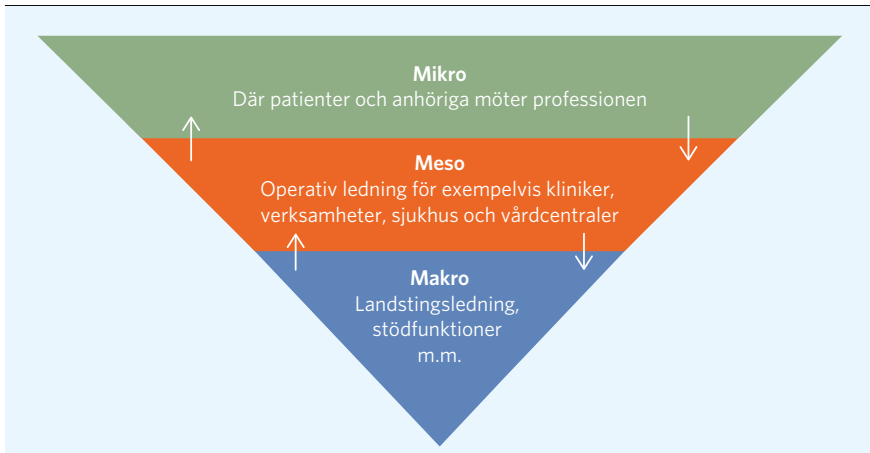 Mikro
Där patienter och anhöriga möter professionen
Meso
Operativ ledning för exempelvis kliniker,
verksamheter, sjukhus och vårdcentraler
Makro
Landstingsledning,
stödfunktioner
m.m.